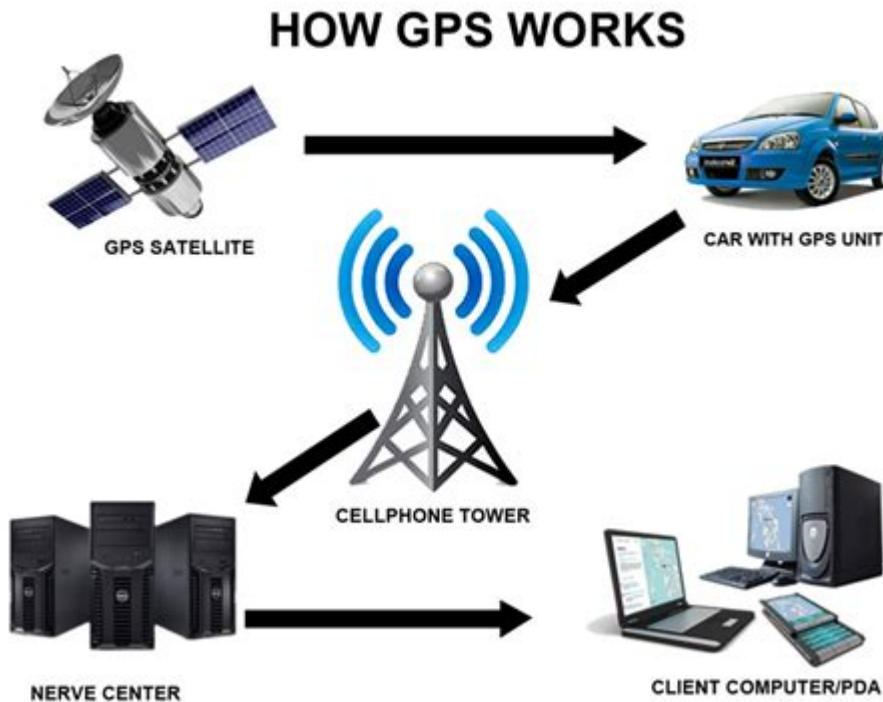 HOW GPS WORKS
GPS SATELLITE
CAR WITH GPS UNIT
CELLPHONE TOWER
NERVE CENTER
CLIENT COMPUTER/PDA